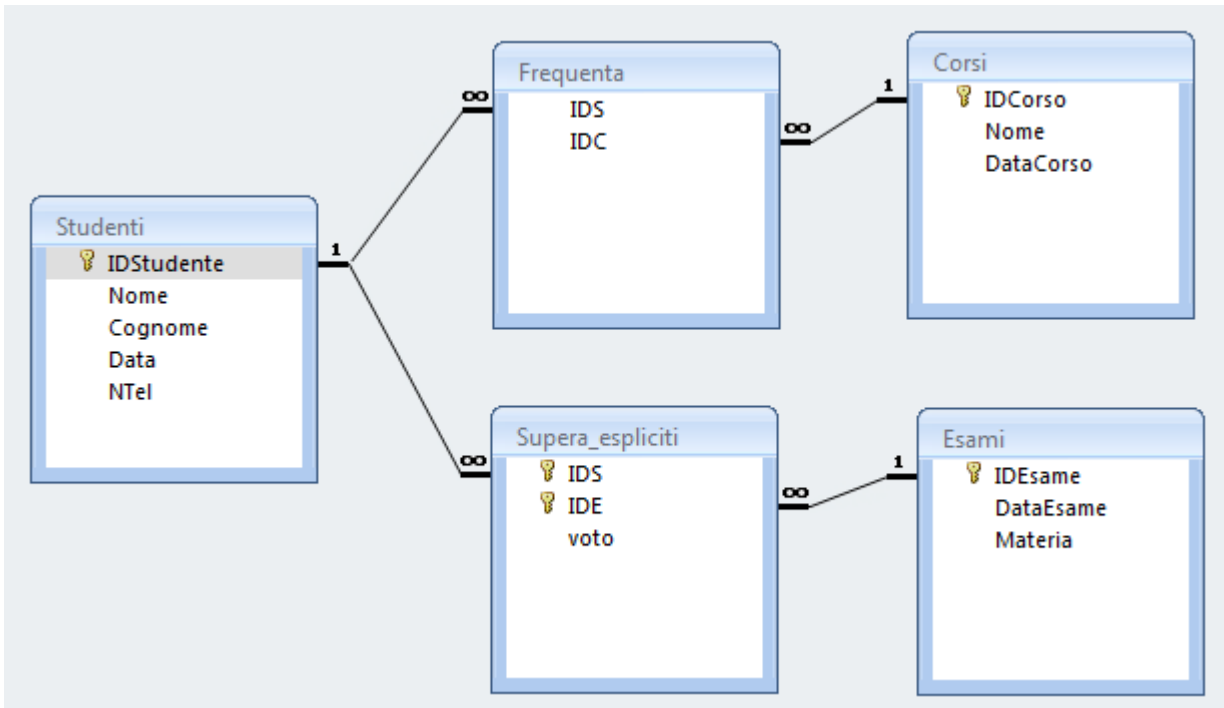 Studenti
IDStudente
Nome
Cognome
Data
NTel
1
∞
∞
Frequenta
IDS
IDC
∞
1
Corsi
IDCorso
Nome
DataCorso
Supera_espliciti
IDS
IDE
voto
∞
1
Esami
IDEsame
DataEsame
Materia